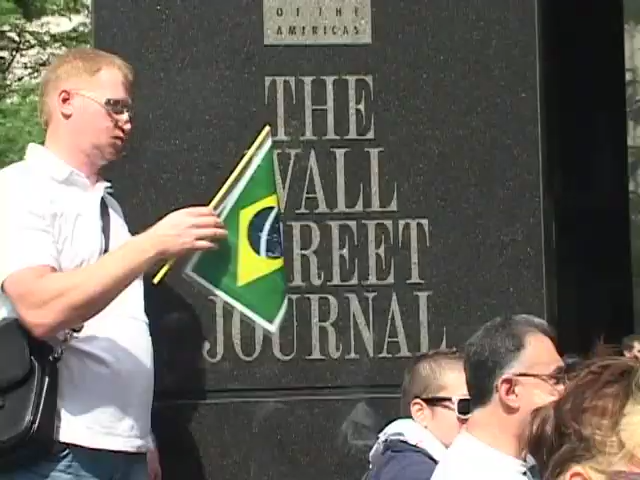 OF THE
AMERICAS
THE
WALL
STREET
JOURNAL